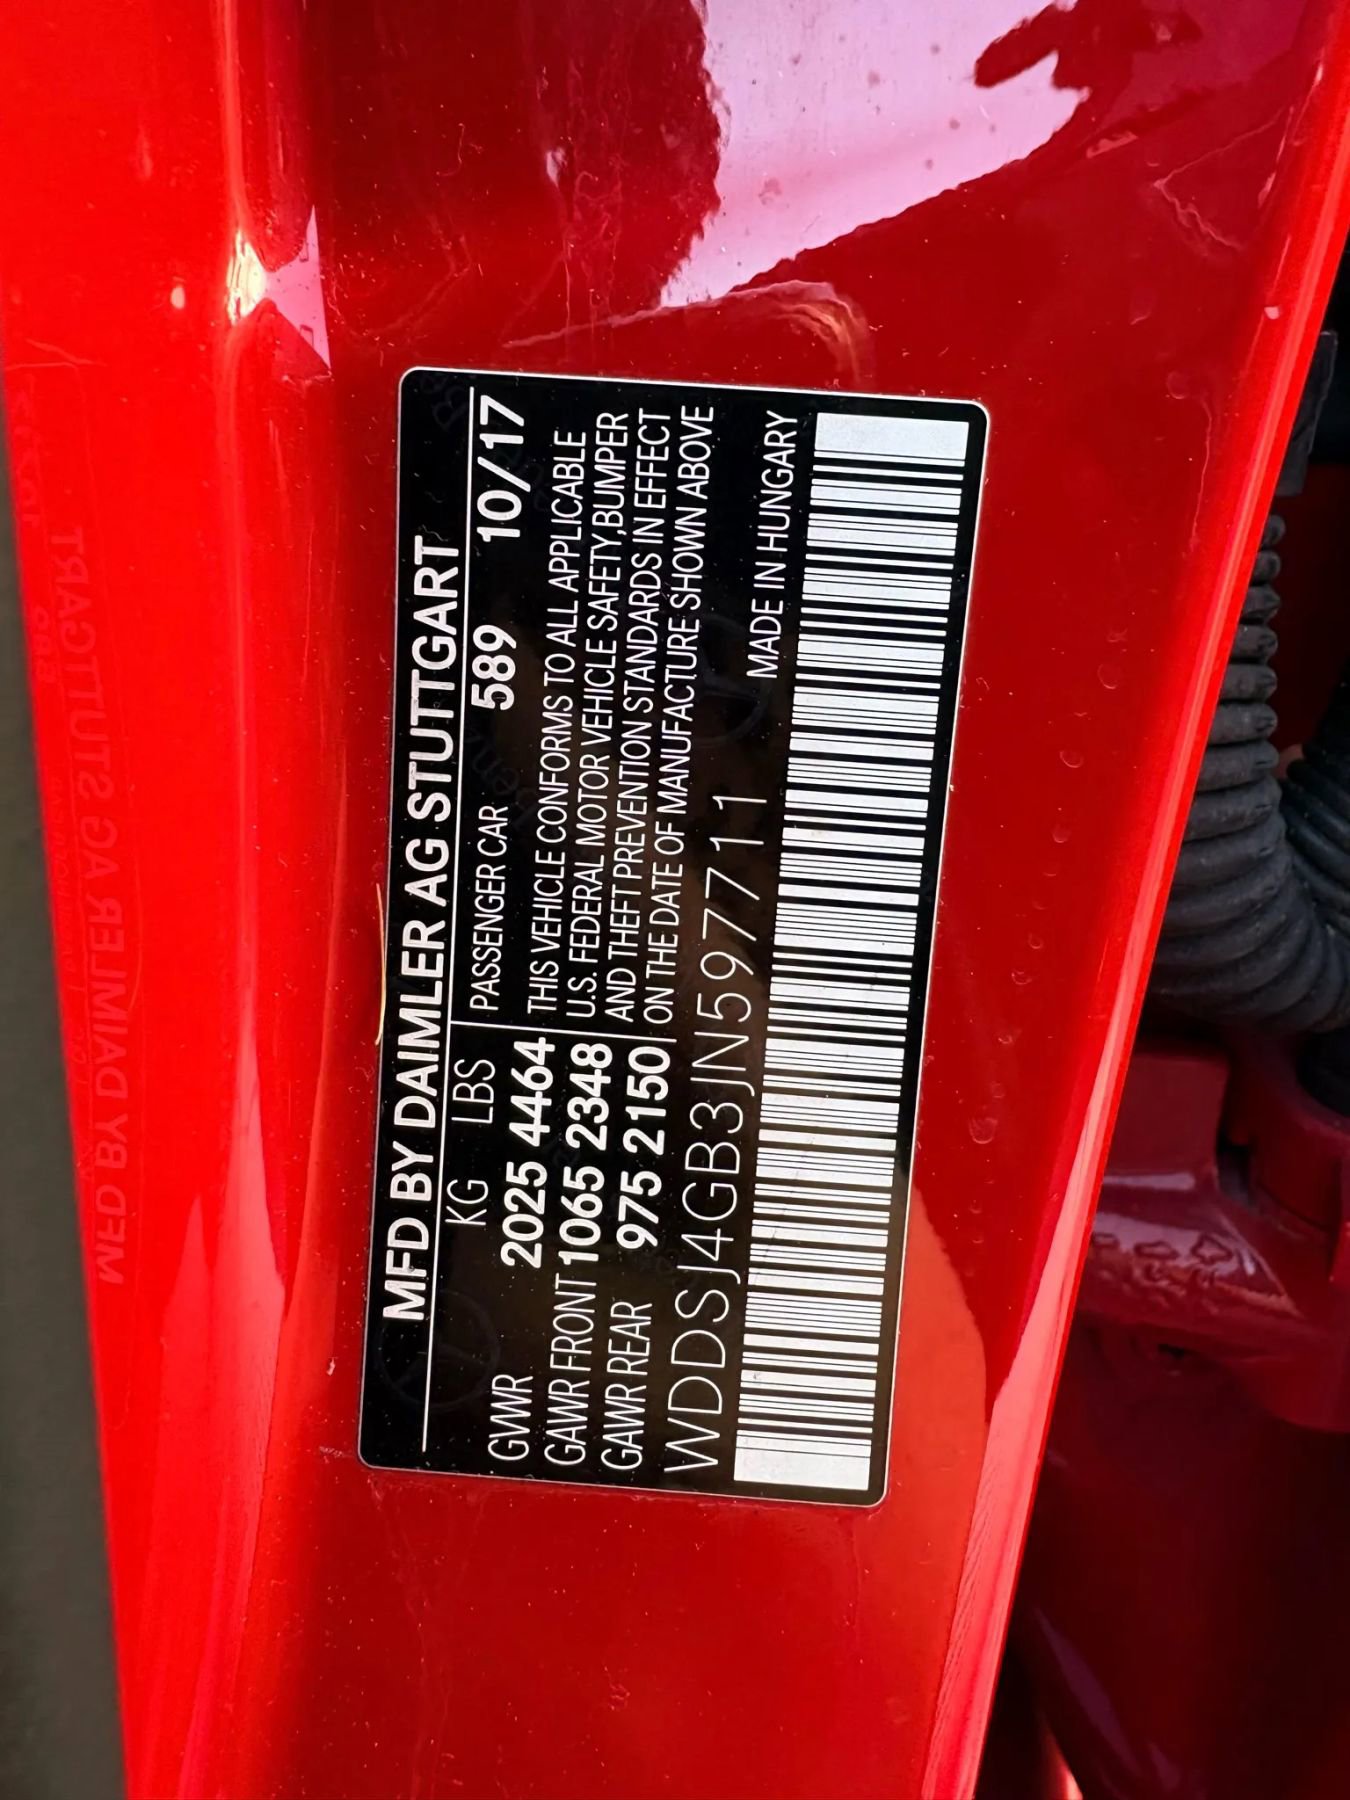 MFD BY DAIMLER AG STUTTGART
KG LBS PASSENGER CAR 589 10/17
GVWR 2025 4464 THIS VEHICLE CONFORMS TO ALL APPLICABLE
GAWR FRONT 1065 2348 U.S. FEDERAL MOTOR VEHICLE SAFETY,BUMPER
GAWR REAR 975 2150 AND THEFT PREVENTION STANDARDS IN EFFECT
ON THE DATE OF MANUFACTURE SHOWN ABOVE
WDDSJ4GB3JN597711 MADE IN HUNGARY